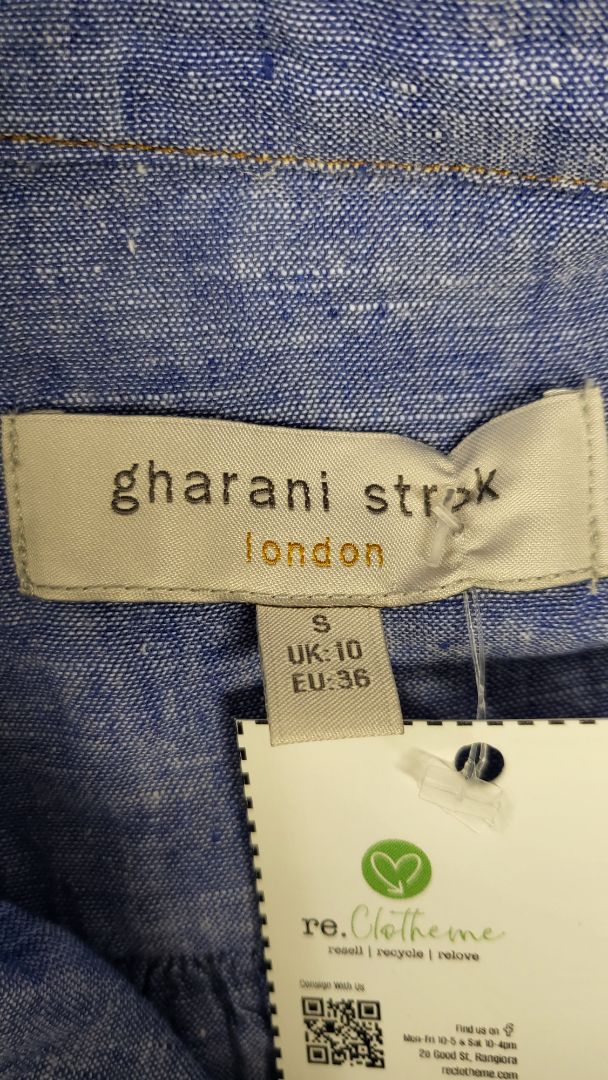 gharani strok
london
S
UK:10
EU:36
re.Clotheme
resell | recycle | relove
Consign With Us
Find us on
Mon-Fri 10-5 & Sat 10-4pm
20 Good St, Rangiora
reclotheme.com